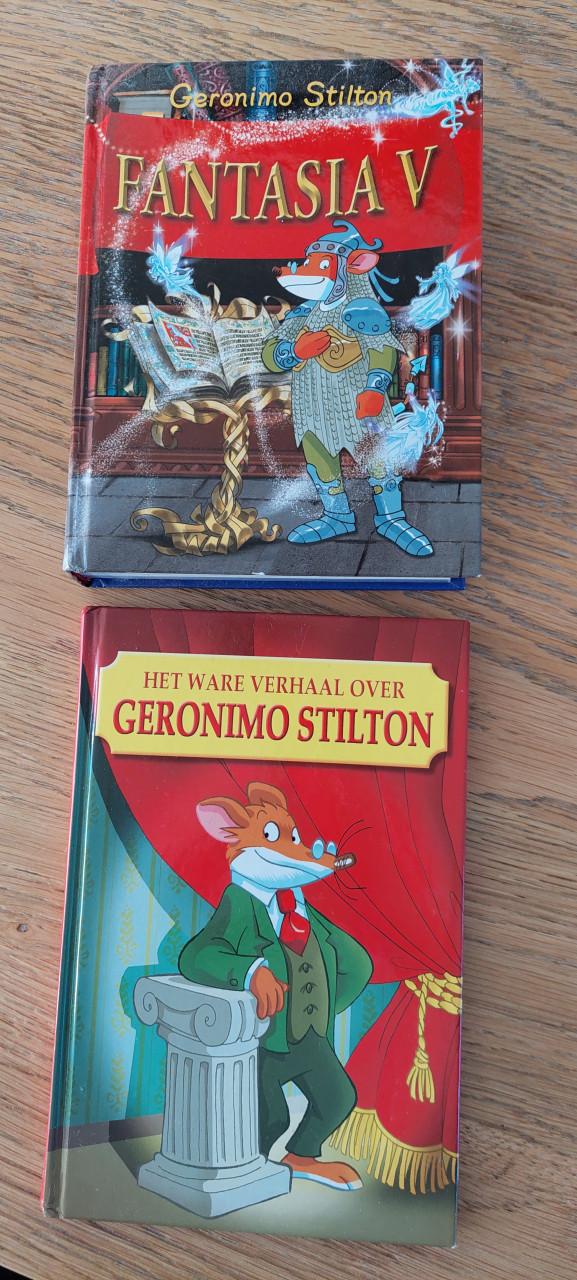 Geronimo Stilton
FANTASIA V
HET WARE VERHAAL OVER
GERONIMO STILTON